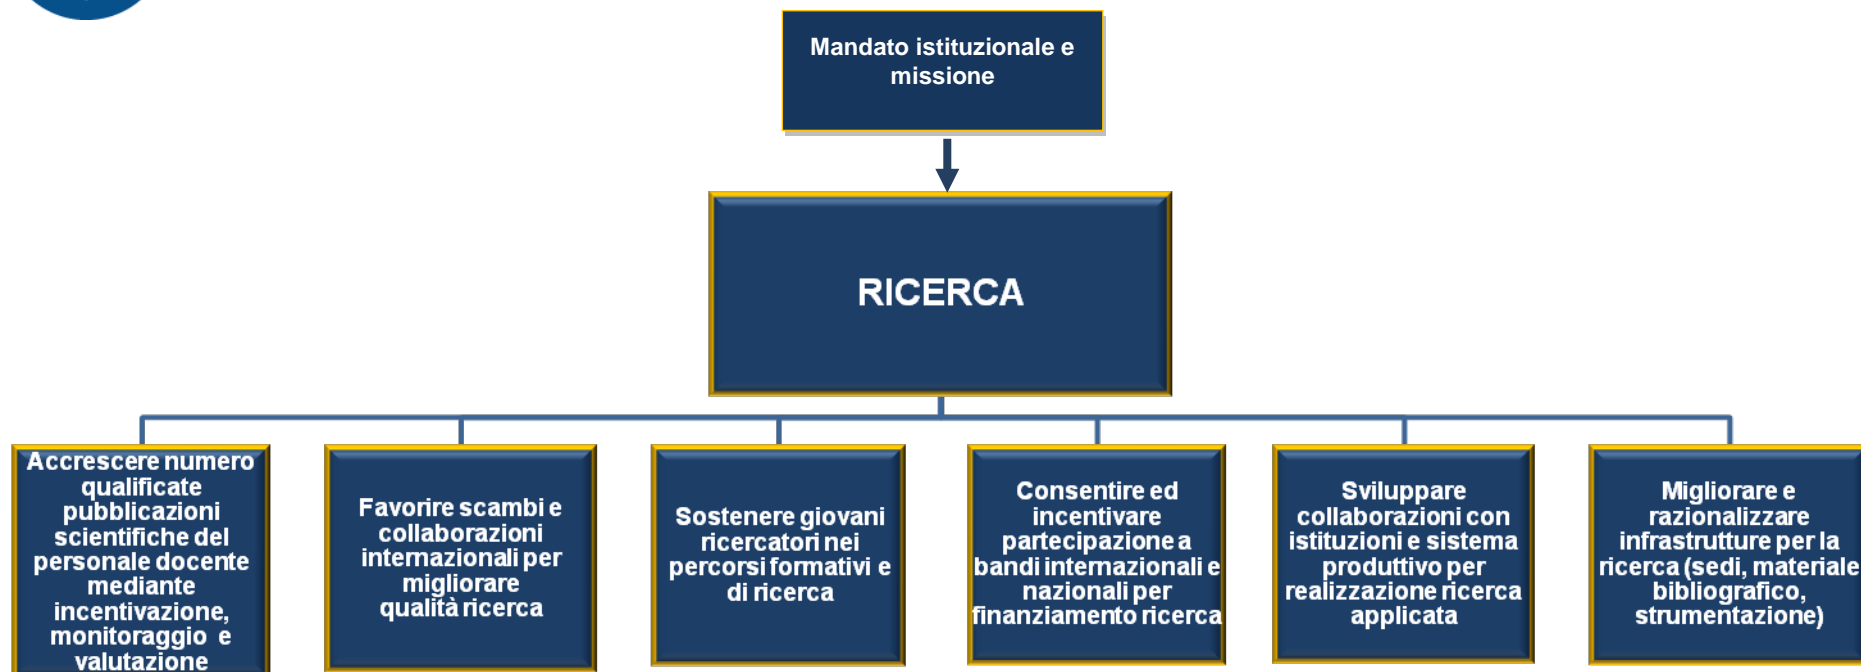 Mandato istituzionale e
missione
RICERCA
Accrescere numero
qualificate
pubblicazioni
scientifiche del
personale docente
mediante
incentivazione,
monitoraggio e
valutazione
Favorire scambi e
collaborazioni
internazionali per
migliorare
qualità ricerca
Sostenere giovani
ricercatori nei
percorsi formativi e
di ricerca
Consentire ed
incentivare
partecipazione a
bandi internazionali e
nazionali per
finanziamento ricerca
Sviluppare
collaborazioni con
istituzioni e sistema
produttivo per
realizzazione ricerca
applicata
Migliorare e
razionalizzare
infrastrutture per la
ricerca (sedi, materiale
bibliografico,
strumentazione)